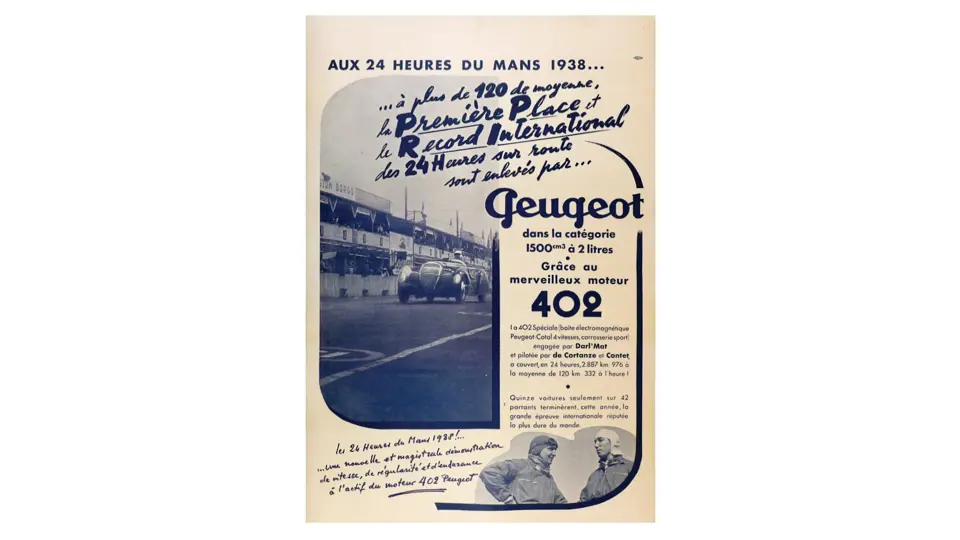 AUX 24 HEURES DU MANS 1938...
...à plus de 120 de moyenne,
la Première Place et
le Record International
des 24 Heures sur route
sont enlevés par...
Peugeot
dans la catégorie
1500cm3 à 2 litres
•
Grâce au
merveilleux moteur
402
la 402 Spéciale (boite électromagnétique
Peugeot-Cotal 4 vitesses, carrosserie sport)
engagée par Darl'Mat
et pilotée par de Cortanze et Contet,
a couvert, en 24 heures, 2.887 km 976 à
la moyenne de 120 km 332 à l'heure !
•
Quinze voitures seulement sur 42
partants terminèrent, cette année, la
grande épreuve internationale réputée
la plus dure du monde.
les 24 Heures du Mans 1938 !...
...une nouvelle et magistrale démonstration
de vitesse, de régularité et d'endurance
à l'actif du moteur 402 Peugeot